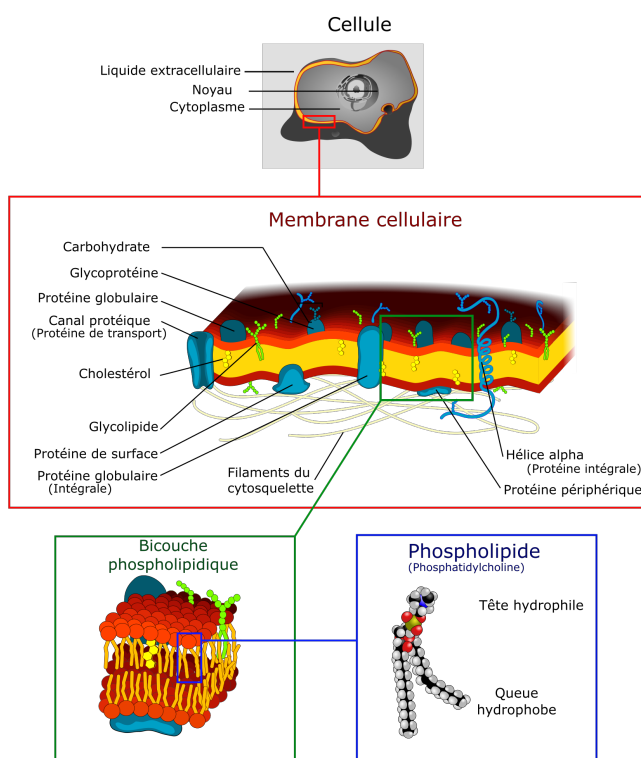 Cellule
Liquide extracellulaire
Noyau
Cytoplasme
Membrane cellulaire
Carbohydrate
Glycoprotéine
Protéine globulaire
Canal protéique
(Protéine de transport)
Cholestérol
Glycolipide
Protéine de surface
Protéine globulaire
(Intégrale)
Filaments du
cytosquelette
Hélice alpha
(Protéine intégrale)
Protéine périphérique
Bicouche
phospholipidique
Phospholipide
(Phosphatidylcholine)
Tête hydrophile
Queue
hydrophobe